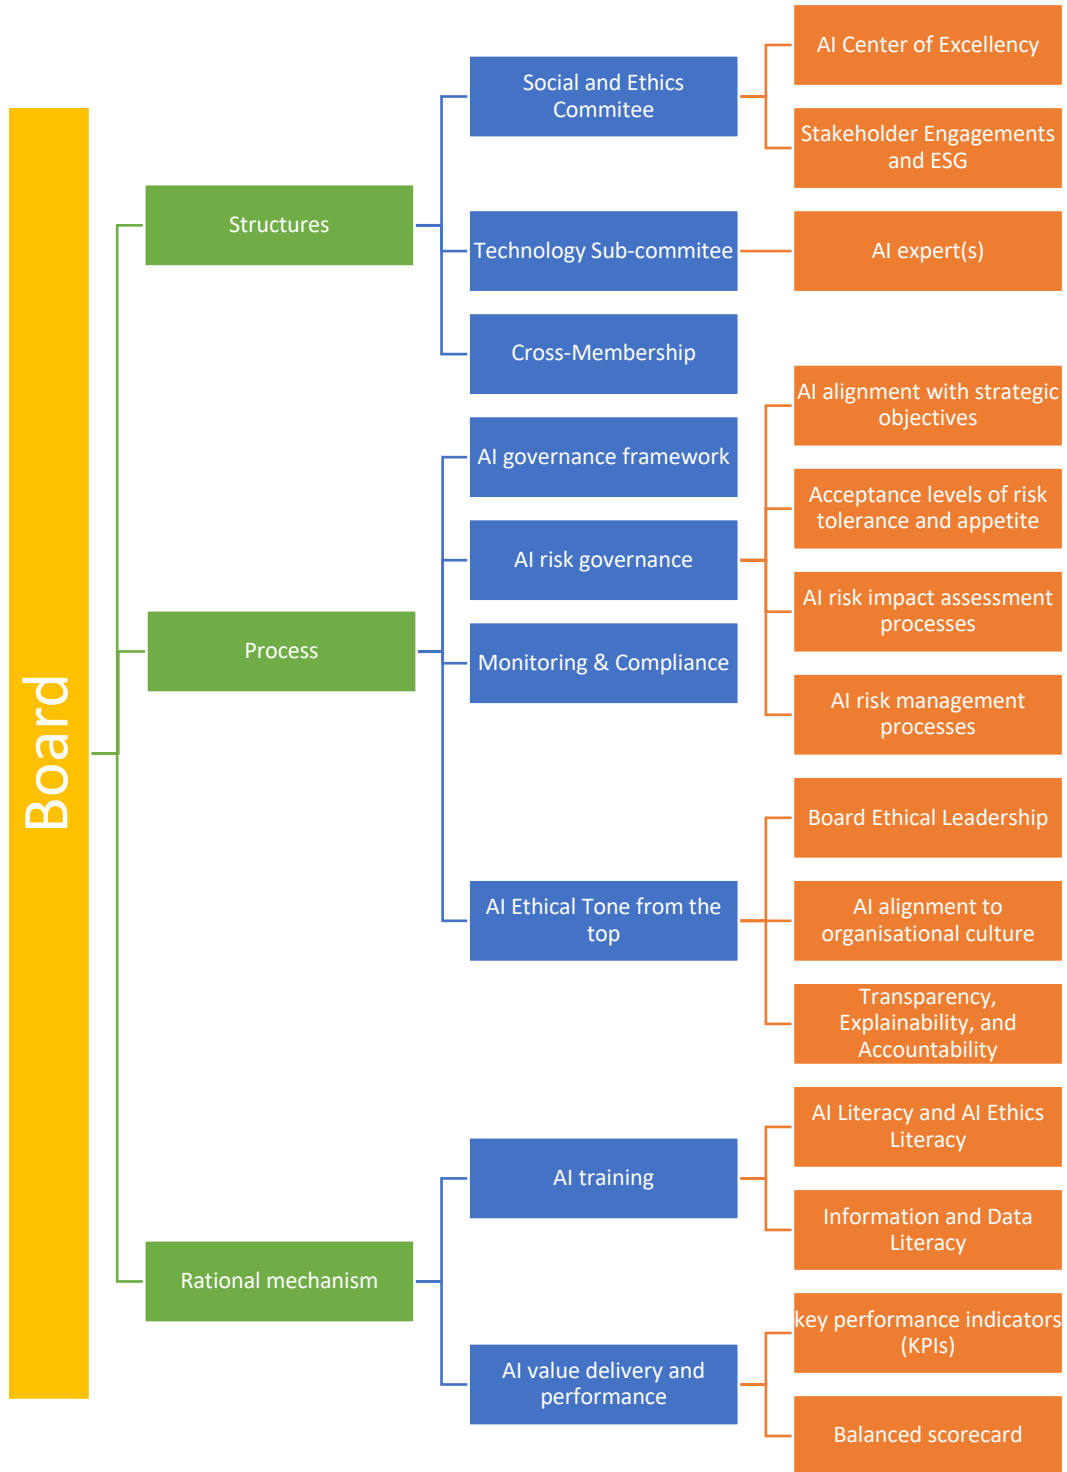 Board
Structures
Social and Ethics
Commitee
AI Center of Excellency
Stakeholder Engagements
and ESG
Technology Sub-commitee
AI expert(s)
Cross-Membership
Process
AI governance framework
AI risk governance
AI alignment with strategic
objectives
Acceptance levels of risk
tolerance and appetite
AI risk impact assessment
processes
AI risk management
processes
Monitoring & Compliance
AI Ethical Tone from the
top
Board Ethical Leadership
AI alignment to
organisational culture
Transparency,
Explainability, and
Accountability
Rational mechanism
AI training
AI Literacy and AI Ethics
Literacy
Information and Data
Literacy
AI value delivery and
performance
key performance indicators
(KPIs)
Balanced scorecard